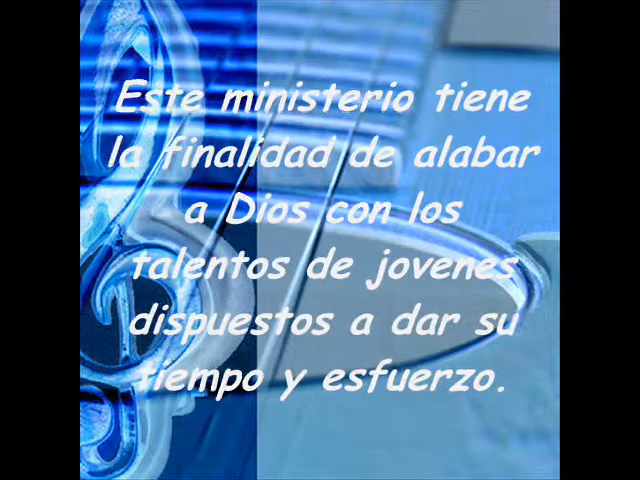 Este ministerio tiene
la finalidad de alabar
a Dios con los
talentos de jovenes
dispuestos a dar su
tiempo y esfuerzo.